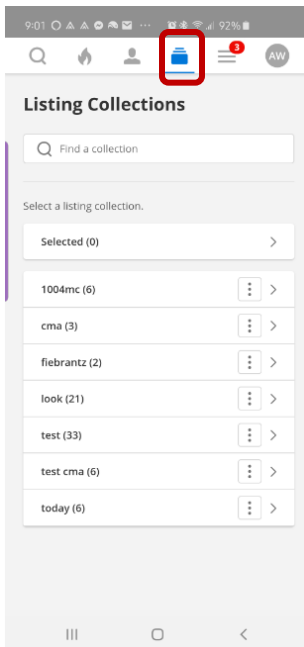 9:01 ... 92%
3
AW
Listing Collections
Find a collection
Select a listing collection.
Selected (0)
1004mc (6)
cma (3)
fiebrantz (2)
look (21)
test (33)
test cma (6)
today (6)